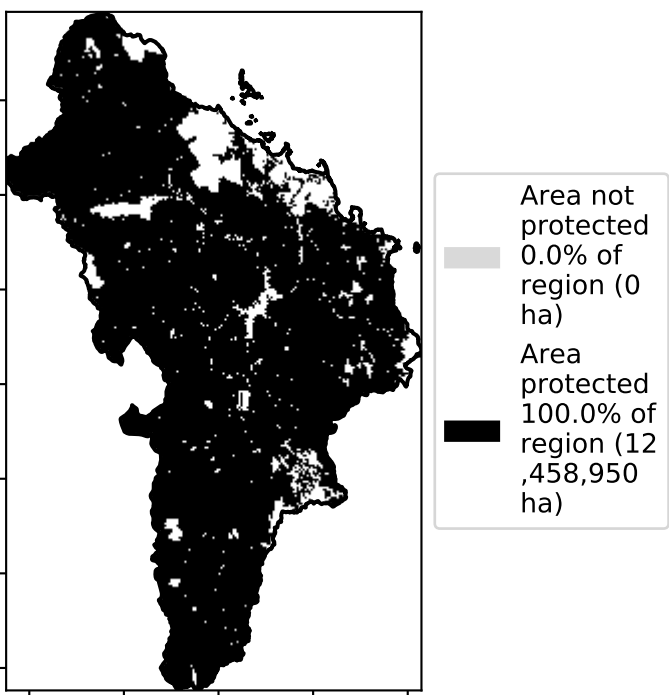 Area not
protected
0.0% of
region (0
ha)
Area
protected
100.0% of
region (12
,458,950
ha)